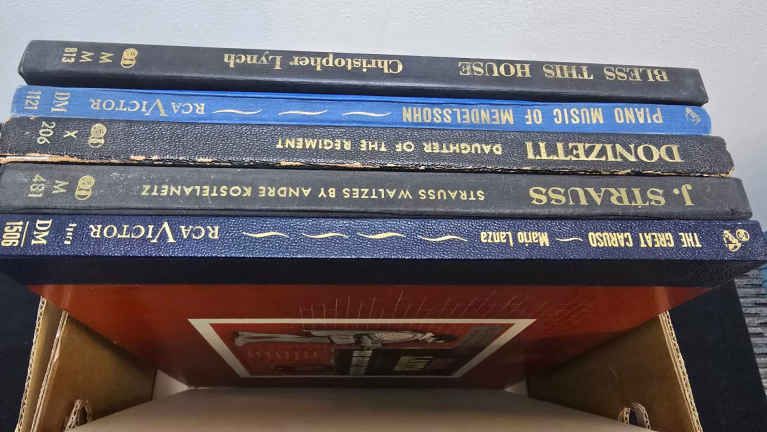 BLESS THIS HOUSE Christopher Lynch M M 813
PIANO MUSIC OF MENDELSSOHN RCA VICTOR DM 1121
DONIZETTI DAUGHTER OF THE REGIMENT X 206
J. STRAUSS STRAUSS WALTZES BY ANDRE KOSTELANETZ M 481
THE GREAT CARUSO Mario Lanza RCA VICTOR DM 1506